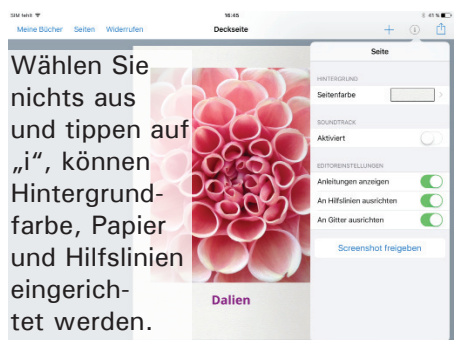 SIM fehlt
16:45
41 %
Meine Bücher Seiten Widerrufen
Deckseite
Wählen Sie
nichts aus
und tippen auf
„i“, können
Hintergrund-
farbe, Papier
und Hilfslinien
eingerich-
tet werden.
Dalien
Seite
HINTERGRUND
Seitenfarbe
SOUNDTRACK
Aktiviert
EDITOREINSTELLUNGEN
Anleitungen anzeigen
An Hilfslinien ausrichten
An Gitter ausrichten
Screenshot freigeben